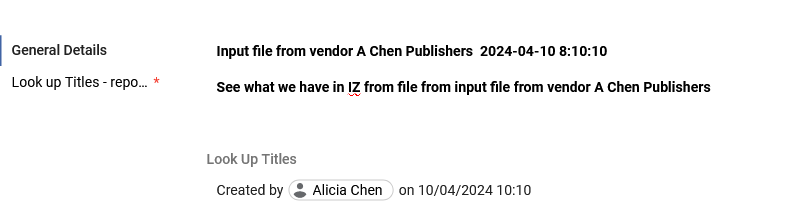 General Details
Input file from vendor A Chen Publishers  2024-04-10 8:10:10
Look up Titles - repo... *
See what we have in IZ from file from input file from vendor A Chen Publishers
Look Up Titles
Created by Alicia Chen on 10/04/2024 10:10